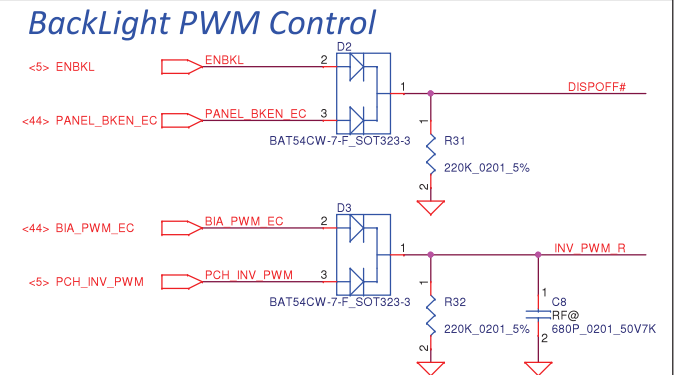 BackLight PWM Control
D2
<5> ENBKL ENBKL 2
1 DISPOFF#
<44> PANEL_BKEN_EC PANEL_BKEN_EC 3
BAT54CW-7-F_SOT323-3
1
R31
220K_0201_5%
2
D3
<44> BIA_PWM_EC BIA_PWM_EC 2
1 INV_PWM_R
<5> PCH_INV_PWM PCH_INV_PWM 3
BAT54CW-7-F_SOT323-3
1
R32
220K_0201_5%
2
1
C8
RF@
680P_0201_50V7K
2